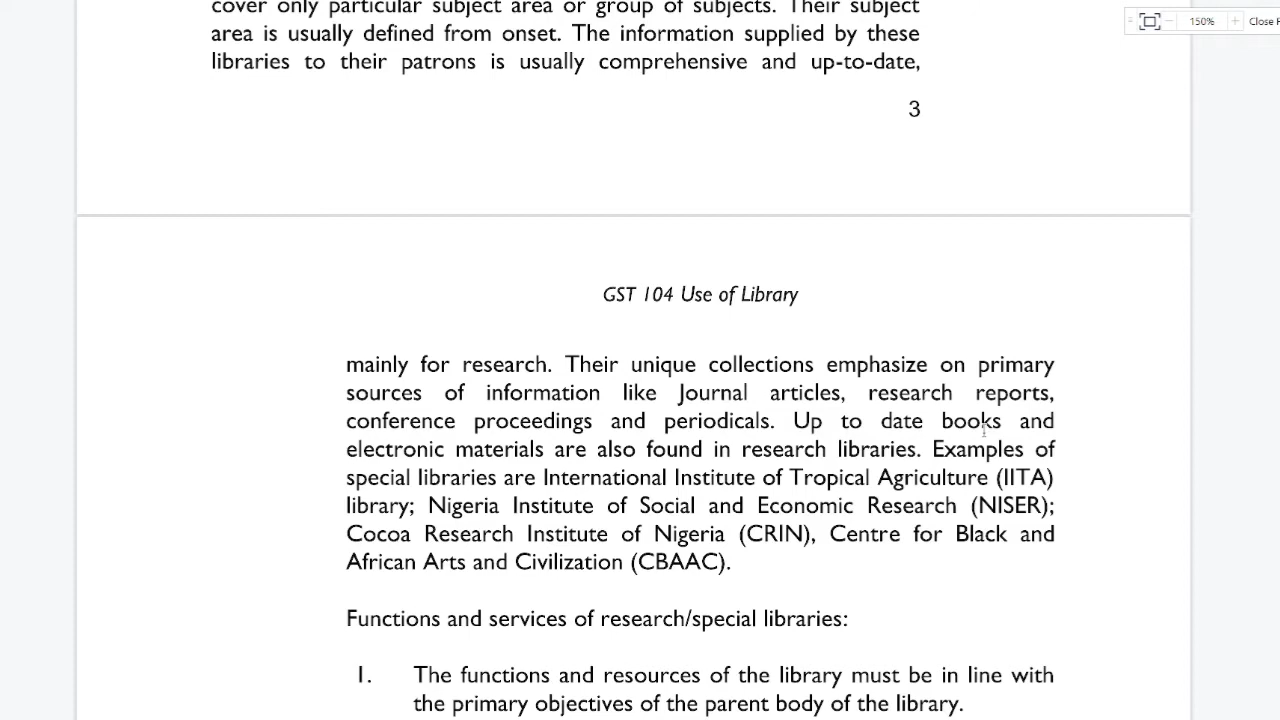 cover only particular subject area or group of subjects. Their subject
area is usually defined from onset. The information supplied by these
libraries to their patrons is usually comprehensive and up-to-date,
3
150%
Close
GST 104 Use of Library
mainly for research. Their unique collections emphasize on primary
sources of information like Journal articles, research reports,
conference proceedings and periodicals. Up to date books and
electronic materials are also found in research libraries. Examples of
special libraries are International Institute of Tropical Agriculture (IITA)
library; Nigeria Institute of Social and Economic Research (NISER);
Cocoa Research Institute of Nigeria (CRIN), Centre for Black and
African Arts and Civilization (CBAAC).
Functions and services of research/special libraries:
1. The functions and resources of the library must be in line with
the primary objectives of the parent body of the library.